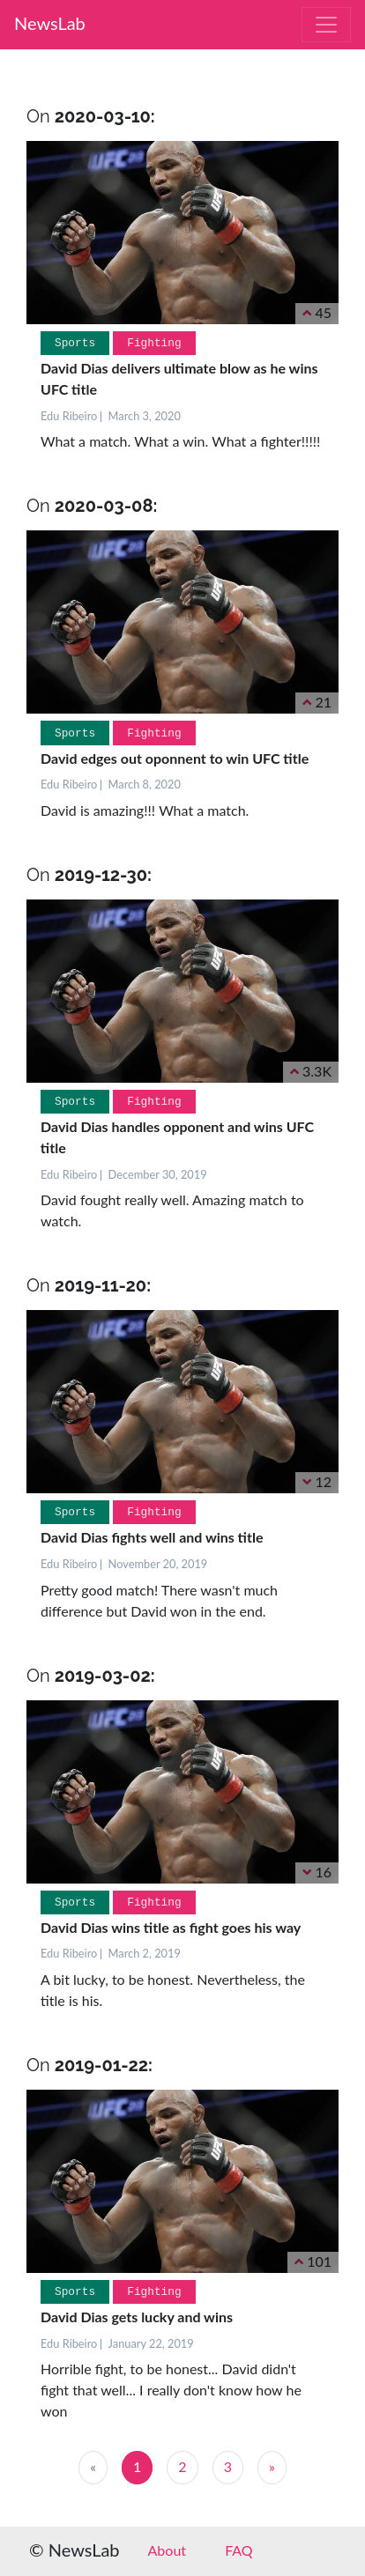 NewsLab
On 2020-03-10:
UFC 229
45
Sports Fighting
David Dias delivers ultimate blow as he wins
UFC title
Edu Ribeiro | March 3, 2020
What a match. What a win. What a fighter!!!!!
On 2020-03-08:
21
Sports Fighting
David edges out oponnent to win UFC title
Edu Ribeiro | March 8, 2020
David is amazing!!! What a match.
On 2019-12-30:
3.3K
Sports Fighting
David Dias handles opponent and wins UFC
title
Edu Ribeiro | December 30, 2019
David fought really well. Amazing match to
watch.
On 2019-11-20:
12
Sports Fighting
David Dias fights well and wins title
Edu Ribeiro | November 20, 2019
Pretty good match! There wasn't much
difference but David won in the end.
On 2019-03-02:
16
Sports Fighting
David Dias wins title as fight goes his way
Edu Ribeiro | March 2, 2019
A bit lucky, to be honest. Nevertheless, the
title is his.
On 2019-01-22:
101
Sports Fighting
David Dias gets lucky and wins
Edu Ribeiro | January 22, 2019
Horrible fight, to be honest... David didn't
fight that well... I really don't know how he
won
« 1 2 3 »
© NewsLab About FAQ